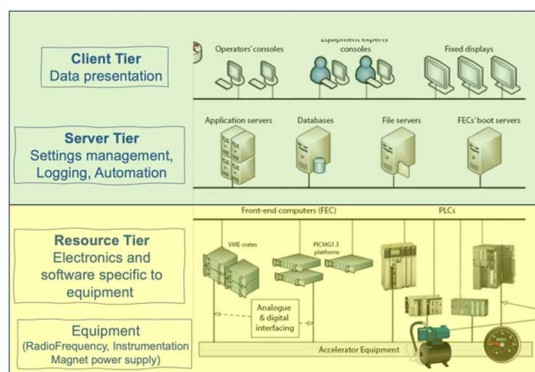 Client Tier
Data presentation
Operators' consoles
Equipment experts
consoles
Fixed displays
Server Tier
Settings management,
Logging, Automation
Application servers
Databases
File servers
FECs' boot servers
Resource Tier
Electronics and
software specific to
equipment
Front-end computers (FEC)
PLCs
VME crates
PICMG1.3
platforms
Analogue
& digital
interfacing
Equipment
(RadioFrequency, Instrumentation
Magnet power supply)
Accelerator Equipment